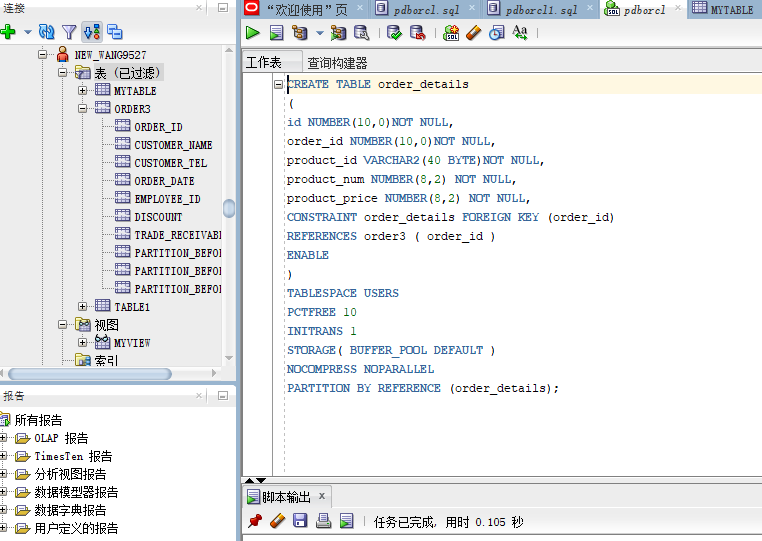 连接
“欢迎使用”页
pdborcl.sql
pdborcl1.sql
pdborcl
MYTABLE
NEW_WANG9527
表 (已过滤)
MYTABLE
ORDER3
ORDER_ID
CUSTOMER_NAME
CUSTOMER_TEL
ORDER_DATE
EMPLOYEE_ID
DISCOUNT
TRADE_RECEIVAB
PARTITION_BEFO
PARTITION_BEFO
PARTITION_BEFO
TABLE1
视图
MYVIEW
索引
报告
所有报告
OLAP 报告
TimesTen 报告
分析视图报告
数据模型器报告
数据字典报告
用户定义的报告
工作表
查询构建器
CREATE TABLE order_details
(
id NUMBER(10,0)NOT NULL,
order_id NUMBER(10,0)NOT NULL,
product_id VARCHAR2(40 BYTE)NOT NULL,
product_num NUMBER(8,2) NOT NULL,
product_price NUMBER(8,2) NOT NULL,
CONSTRAINT order_details FOREIGN KEY (order_id)
REFERENCES order3 ( order_id )
ENABLE
)
TABLESPACE USERS
PCTFREE 10
INITRANS 1
STORAGE( BUFFER_POOL DEFAULT )
NOCOMPRESS NOPARALLEL
PARTITION BY REFERENCE (order_details);
脚本输出
任务已完成, 用时 0.105 秒